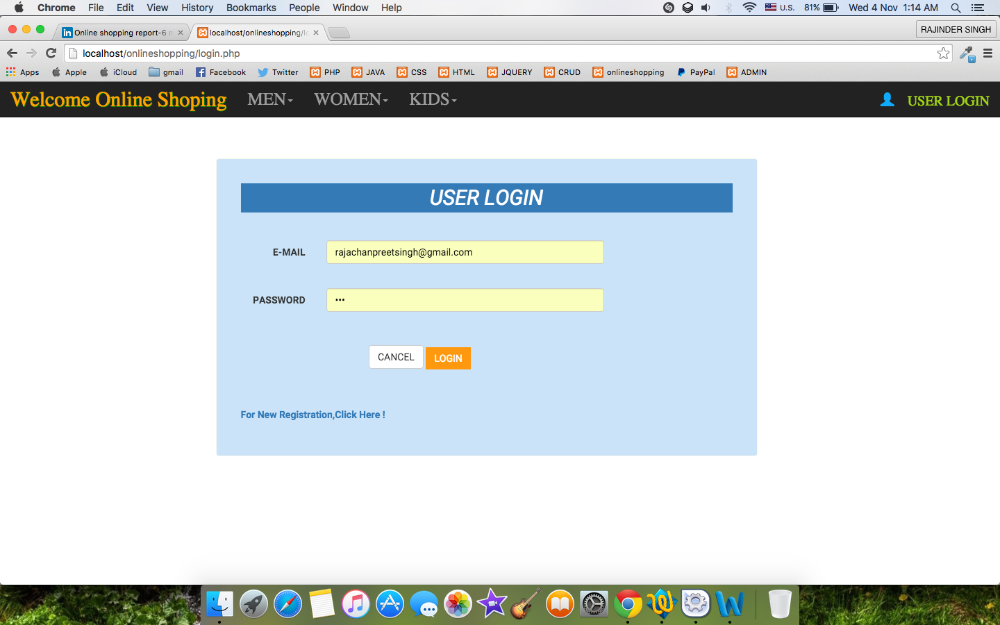 Chrome File Edit View History Bookmarks People Window Help U.S. 81% Wed 4 Nov 1:14 AM
in Online shopping report-6 localhost/onlineshopping/ RAJINDER SINGH
localhost/onlineshopping/login.php
Apps Apple iCloud gmail Facebook Twitter PHP JAVA CSS HTML JQUERY CRUD onlineshopping PayPal ADMIN
Welcome Online Shoping MEN WOMEN KIDS USER LOGIN
USER LOGIN
E-MAIL rajachanpreetsingh@gmail.com
PASSWORD •••
CANCEL LOGIN
For New Registration,Click Here !